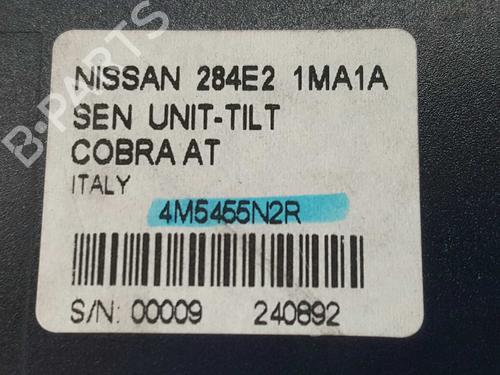 NISSAN 284E2 1MA1A
SEN UNIT-TILT
COBRA AT
ITALY
4M5455N2R
S/N: 00009 240892
B-PARTS